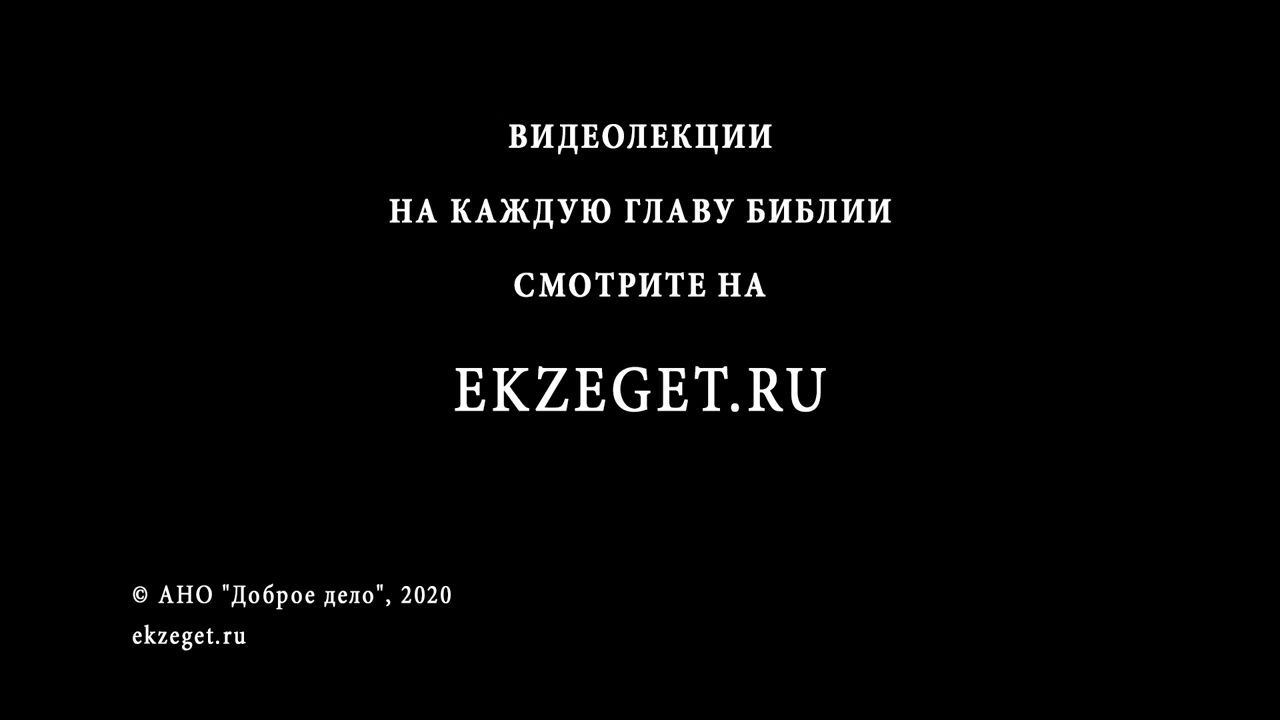 ВИДЕОЛЕКЦИИ
НА КАЖДУЮ ГЛАВУ БИБЛИИ
СМОТРИТЕ НА
EKZEGET.RU
© АНО "Доброе дело", 2020
ekzeget.ru